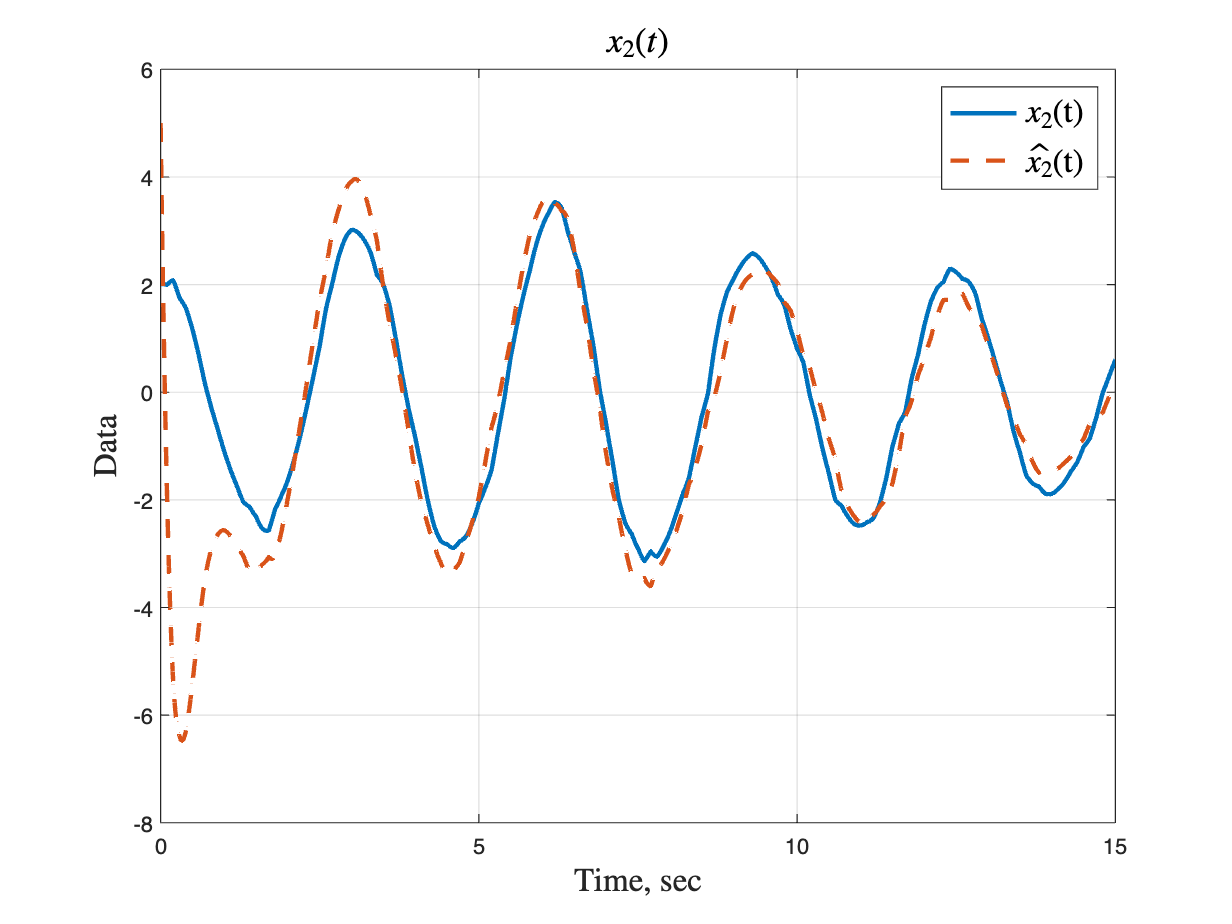 x₂(t)
6
4
2
0
-2
-4
-6
-8
Data
0 5 10 15
Time, sec
x₂(t)
x̂₂(t)